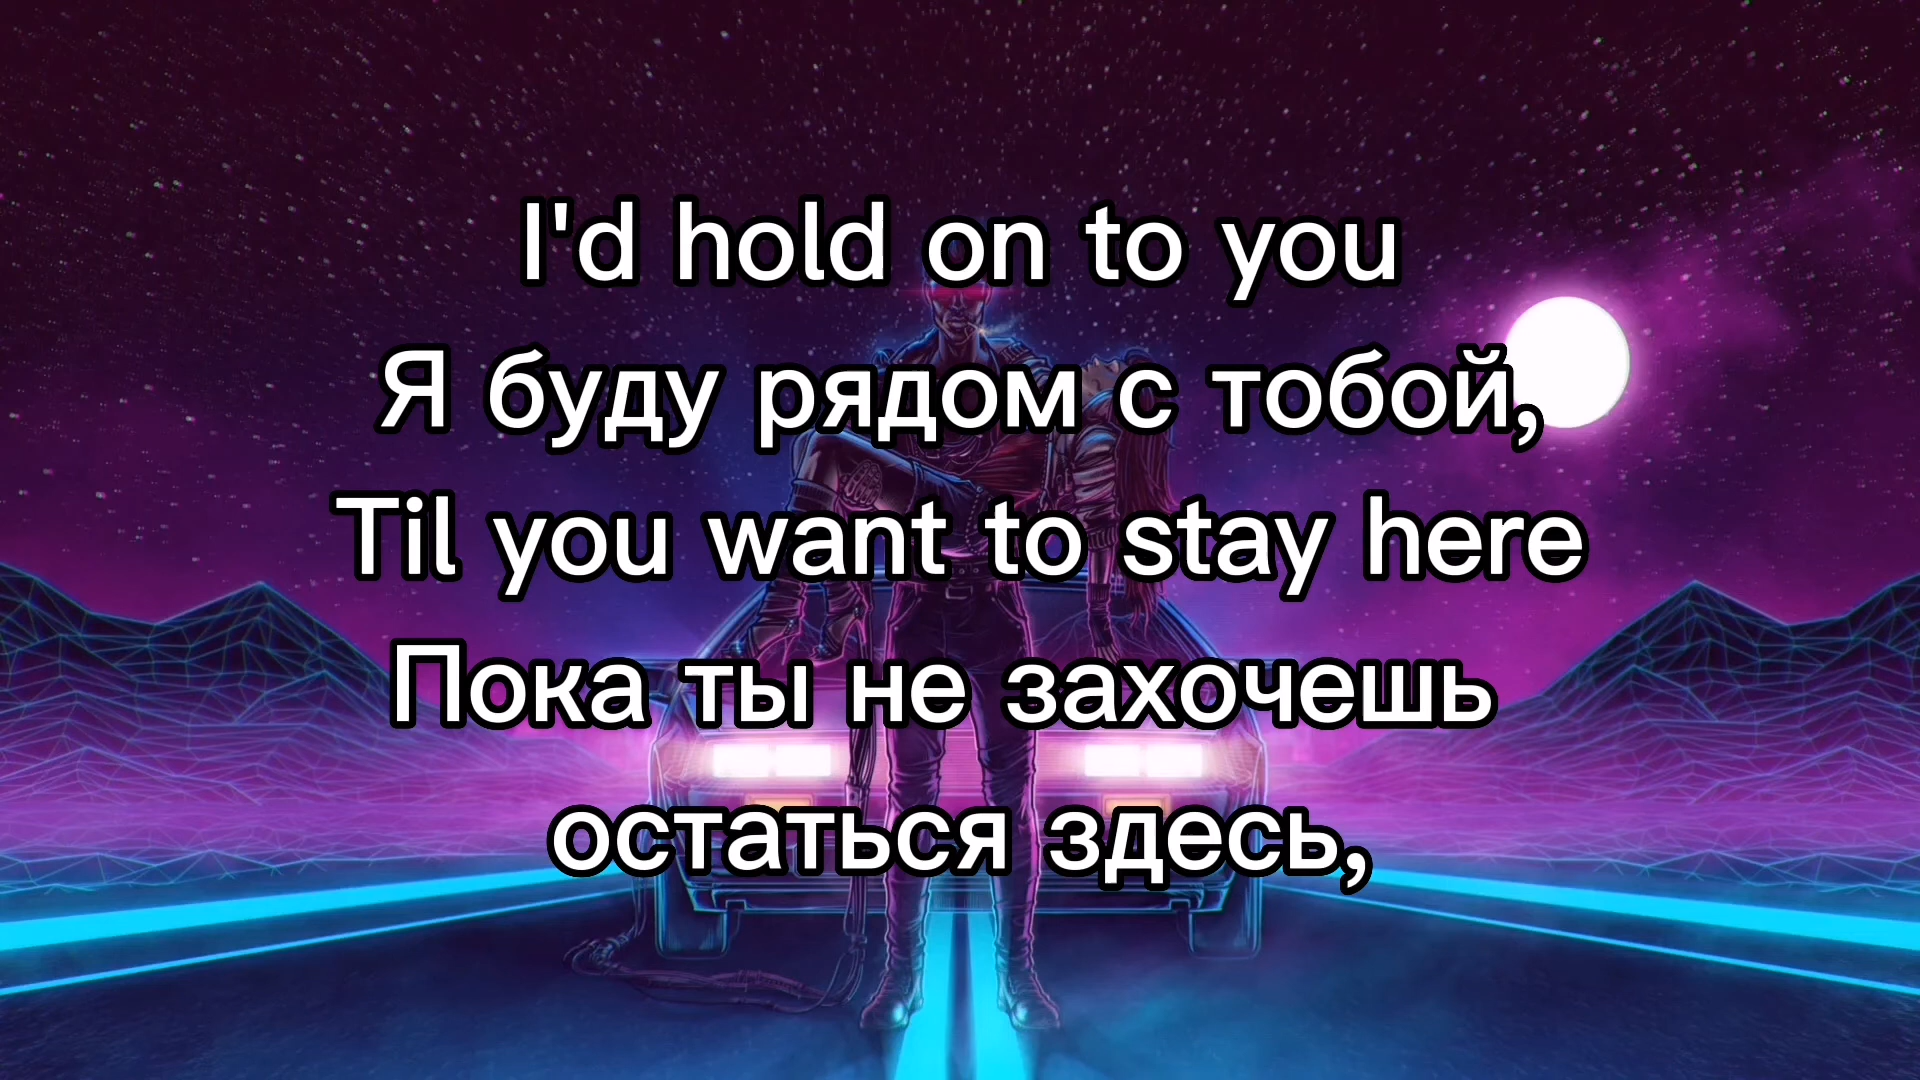 I'd hold on to you
Я буду рядом с тобой,
Til you want to stay here
Пока ты не захочешь
остаться здесь,